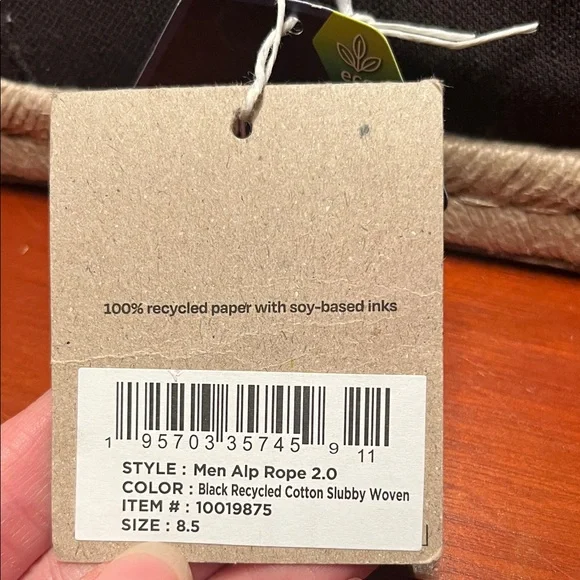 100% recycled paper with soy-based inks
1 95703 35745 9 11
STYLE : Men Alp Rope 2.0
COLOR : Black Recycled Cotton Slubby Woven
ITEM # : 10019875
SIZE : 8.5